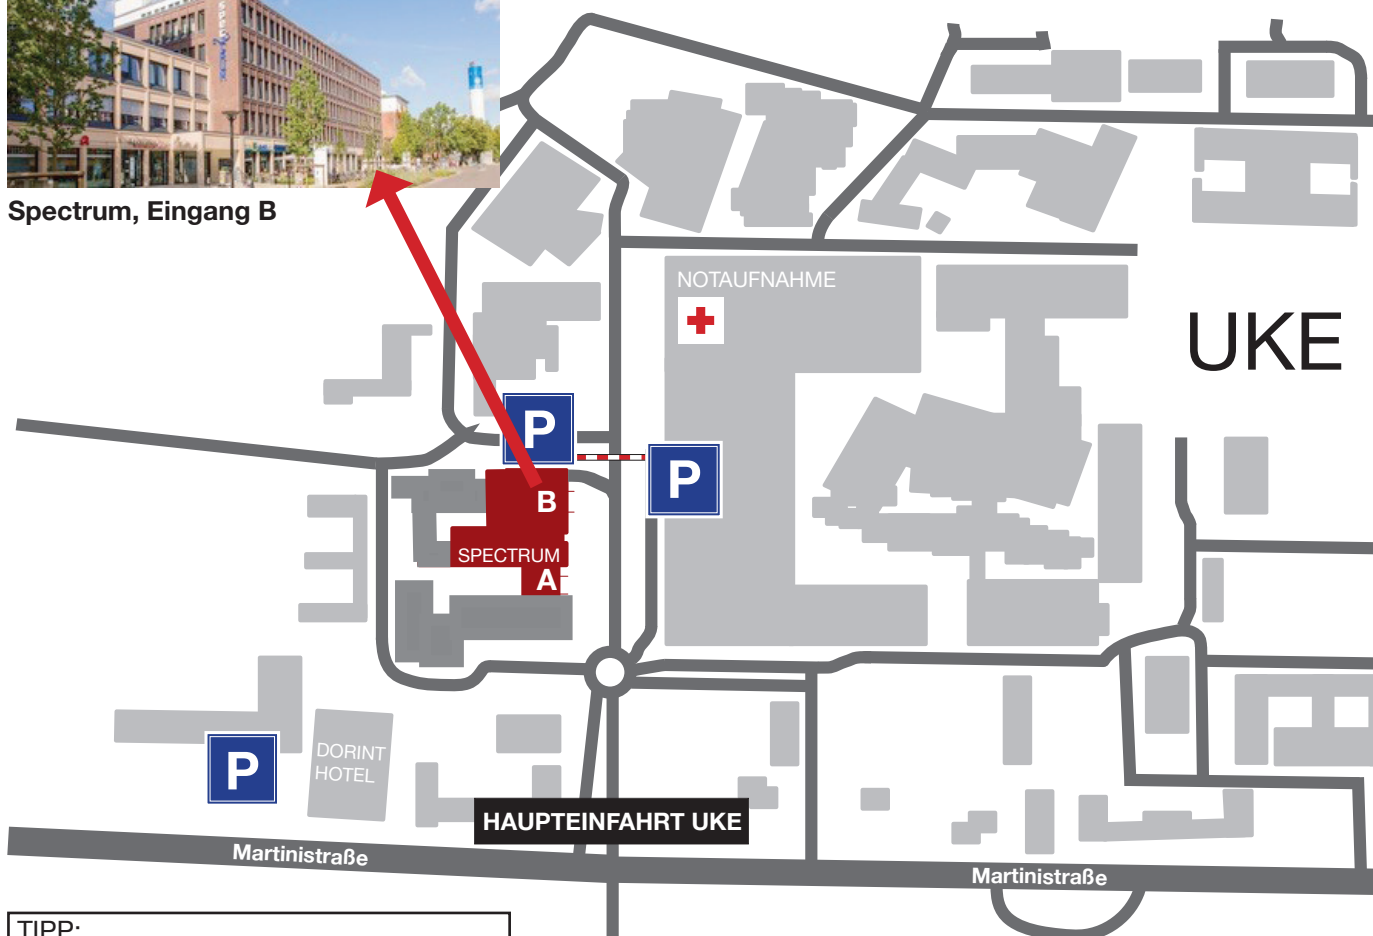 Spectrum, Eingang B
NOTAUFNAHME
UKE
P
P
B
SPECTRUM
A
P
DORINT
HOTEL
HAUPTEINFAHRT UKE
Martinistraße
Martinistraße
TIPP: